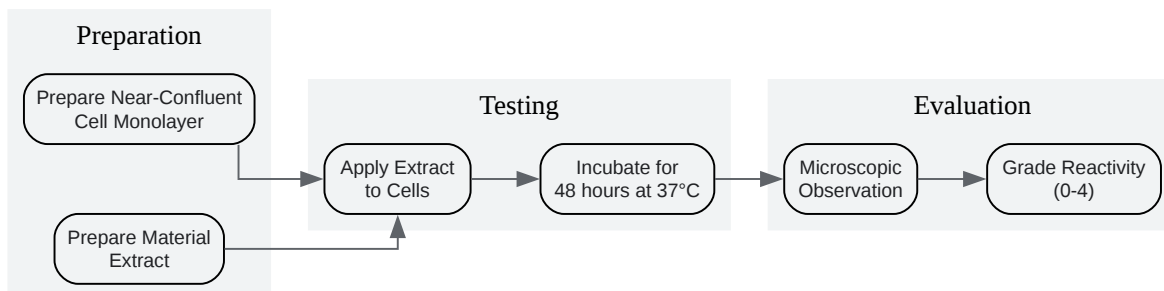 Preparation
Prepare Near-Confluent
Cell Monolayer
Prepare Material
Extract
Testing
Apply Extract
to Cells
Incubate for
48 hours at 37°C
Evaluation
Microscopic
Observation
Grade Reactivity
(0-4)